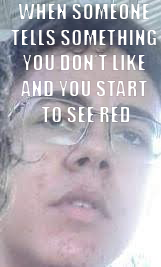 WHEN SOMEONE
TELLS SOMETHING
YOU DON'T LIKE
AND YOU START
TO SEE RED